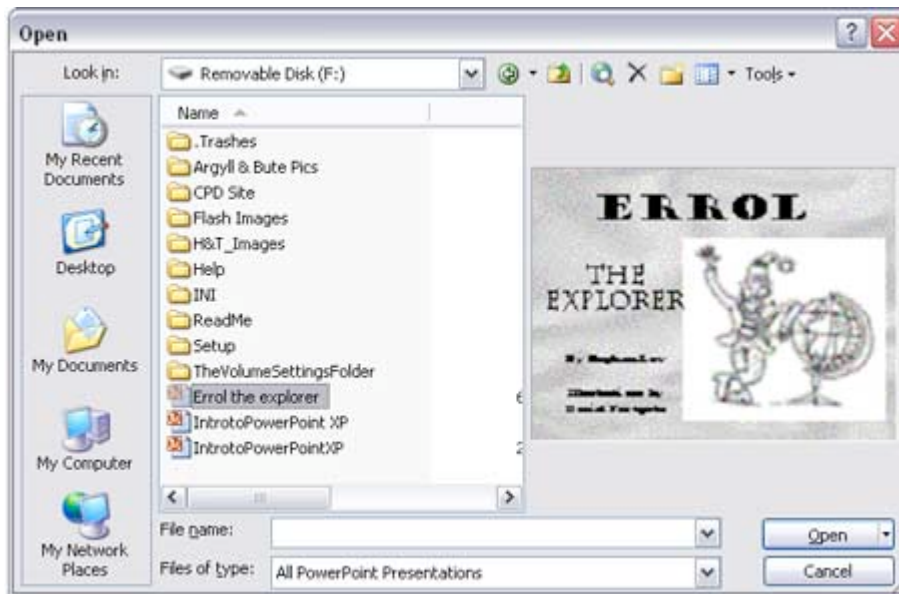 Open
Look in:
Removable Disk (F:)
Tools
My Recent
Documents
Desktop
My Documents
My Computer
My Network
Places
Name
.Trashes
Argyll & Bute Pics
CPD Site
Flash Images
H&T_Images
Help
INI
ReadMe
Setup
TheVolumeSettingsFolder
Errol the explorer
IntrotoPowerPoint XP
IntrotoPowerPointXP
ERROL
THE
EXPLORER
File name:
Files of type:
All PowerPoint Presentations
Open
Cancel